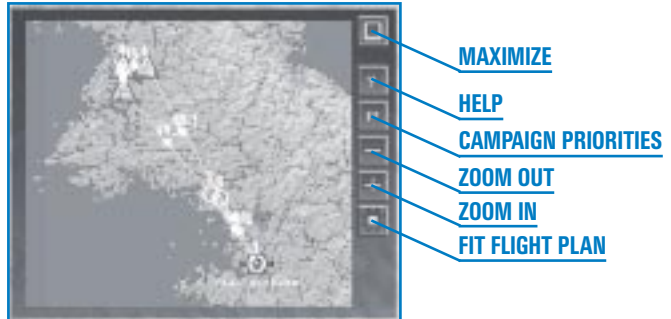 MAXIMIZE
HELP
CAMPAIGN PRIORITIES
ZOOM OUT
ZOOM IN
FIT FLIGHT PLAN